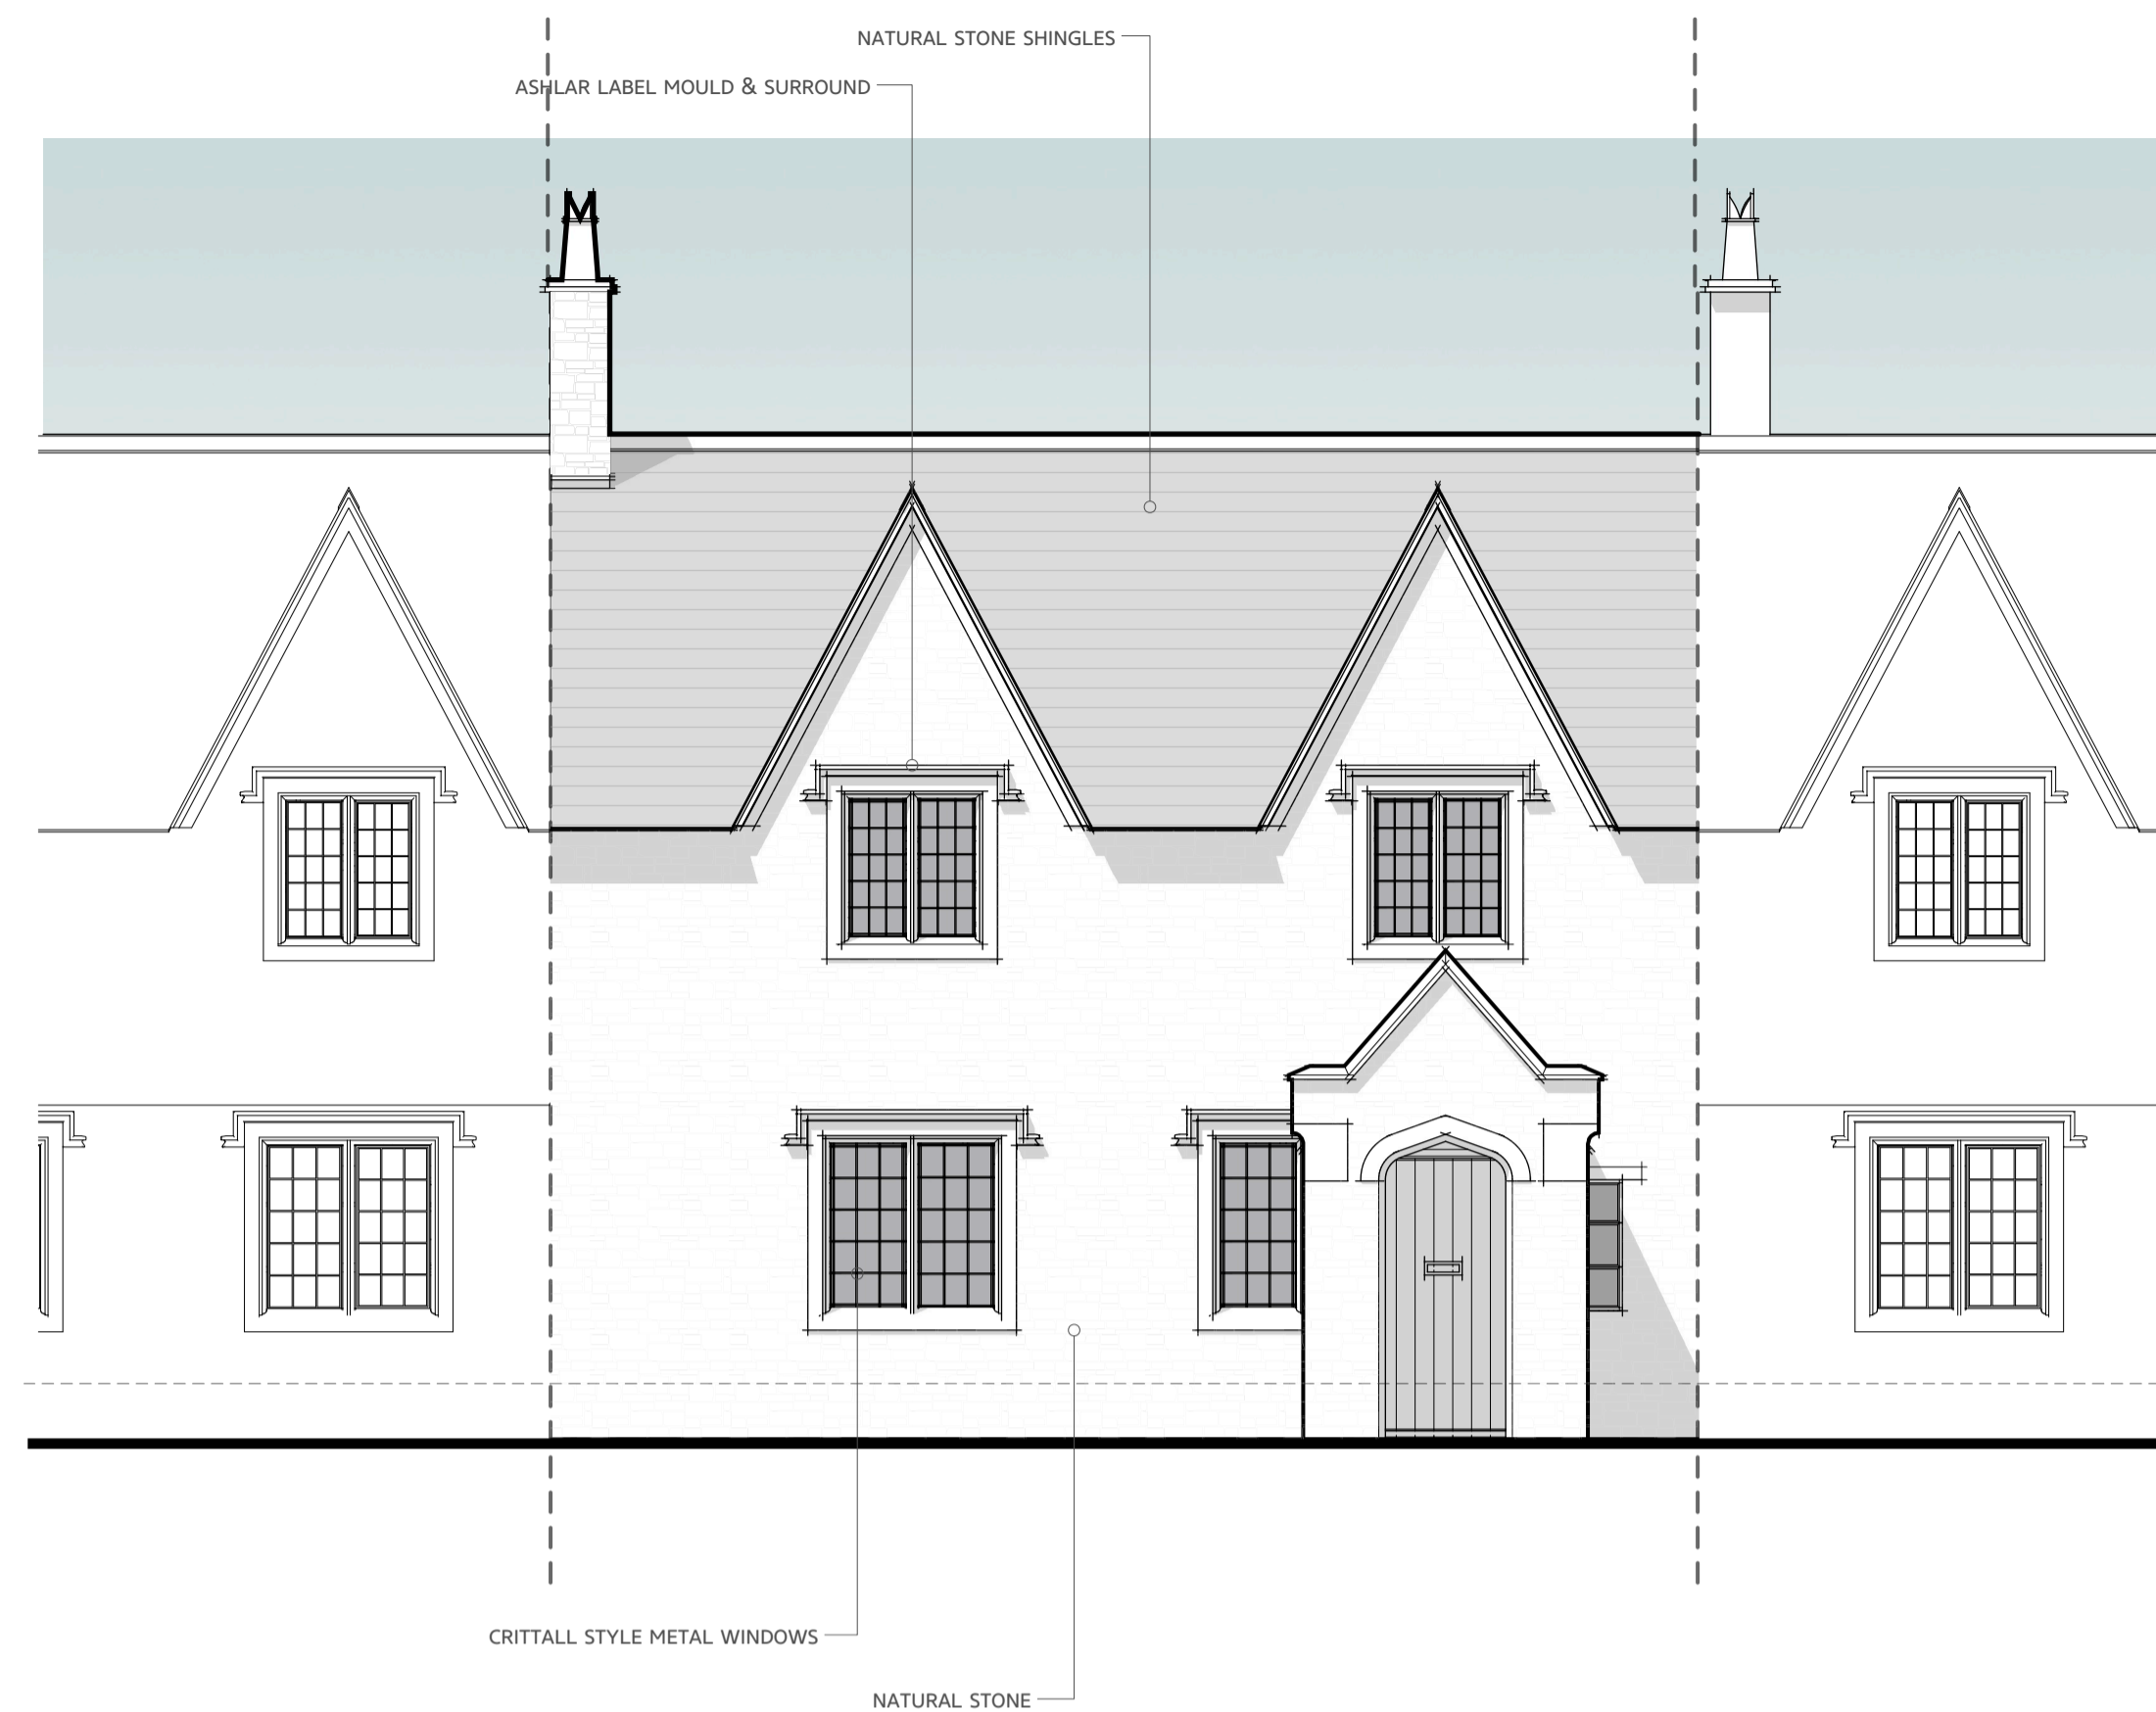 NATURAL STONE SHINGLES
ASHLAR LABEL MOULD & SURROUND
CRITTALL STYLE METAL WINDOWS
NATURAL STONE